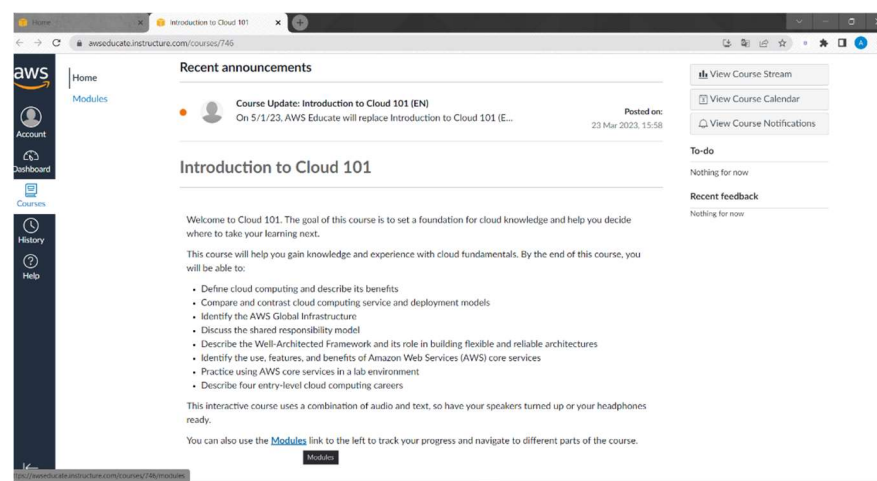 Home
Introduction to Cloud 101
awseducate.instructure.com/courses/746
aws
Account
Dashboard
Courses
History
Help
Home
Modules
Recent announcements
Course Update: Introduction to Cloud 101 (EN)
On 5/1/23, AWS Educate will replace Introduction to Cloud 101 (E...
Posted on:
23 Mar 2023, 15:58
Introduction to Cloud 101
Welcome to Cloud 101. The goal of this course is to set a foundation for cloud knowledge and help you decide
where to take your learning next.
This course will help you gain knowledge and experience with cloud fundamentals. By the end of this course, you
will be able to:
• Define cloud computing and describe its benefits
• Compare and contrast cloud computing service and deployment models
• Identify the AWS Global Infrastructure
• Discuss the shared responsibility model
• Describe the Well-Architected Framework and its role in building flexible and reliable architectures
• Identify the use, features, and benefits of Amazon Web Services (AWS) core services
• Practice using AWS core services in a lab environment
• Describe four entry-level cloud computing careers
This interactive course uses a combination of audio and text, so have your speakers turned up or your headphones
ready.
You can also use the Modules link to the left to track your progress and navigate to different parts of the course.
Modules
View Course Stream
View Course Calendar
View Course Notifications
To-do
Nothing for now
Recent feedback
Nothing for now
A
ttps://awseducate.instructure.com/courses/746/modules